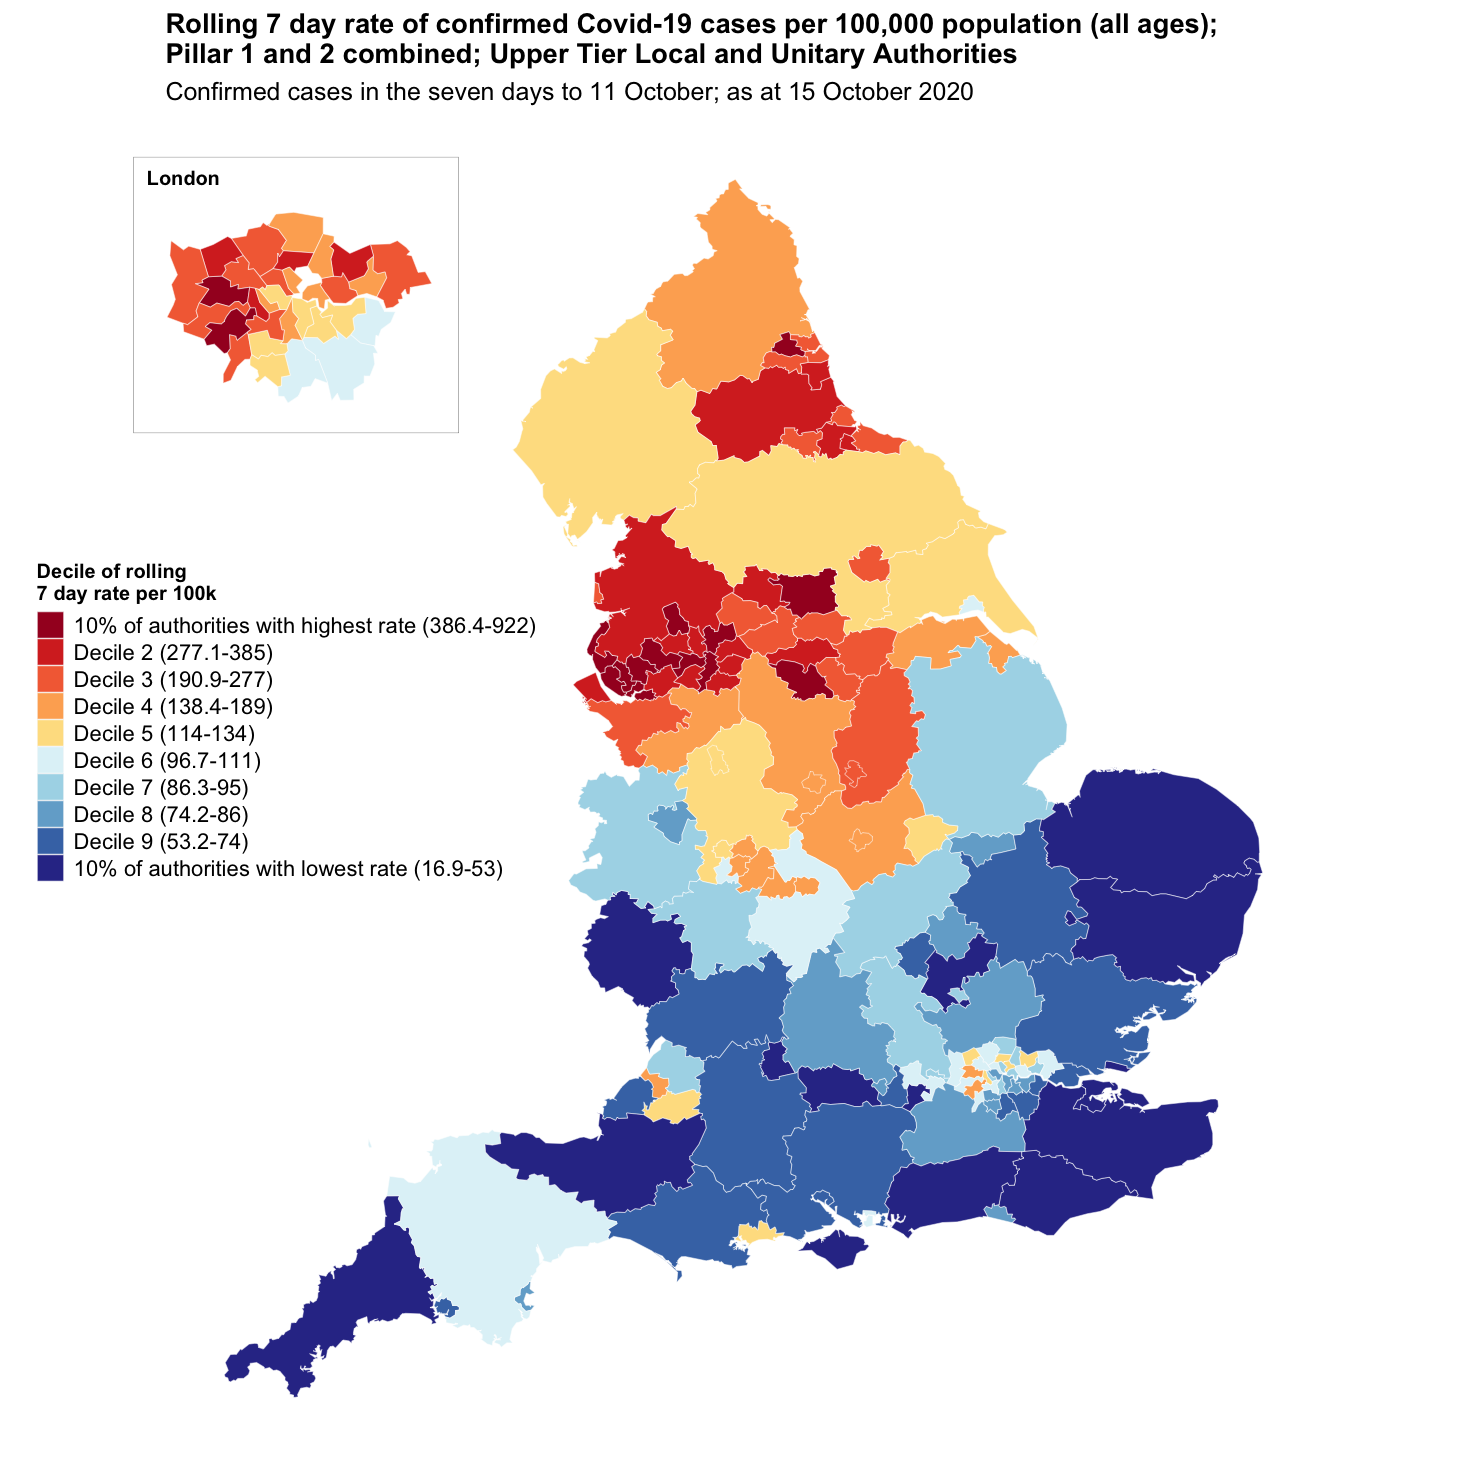 Rolling 7 day rate of confirmed Covid-19 cases per 100,000 population (all ages);
Pillar 1 and 2 combined; Upper Tier Local and Unitary Authorities
Confirmed cases in the seven days to 11 October; as at 15 October 2020
London
Decile of rolling
7 day rate per 100k
10% of authorities with highest rate (386.4-922)
Decile 2 (277.1-385)
Decile 3 (190.9-277)
Decile 4 (138.4-189)
Decile 5 (114-134)
Decile 6 (96.7-111)
Decile 7 (86.3-95)
Decile 8 (74.2-86)
Decile 9 (53.2-74)
10% of authorities with lowest rate (16.9-53)